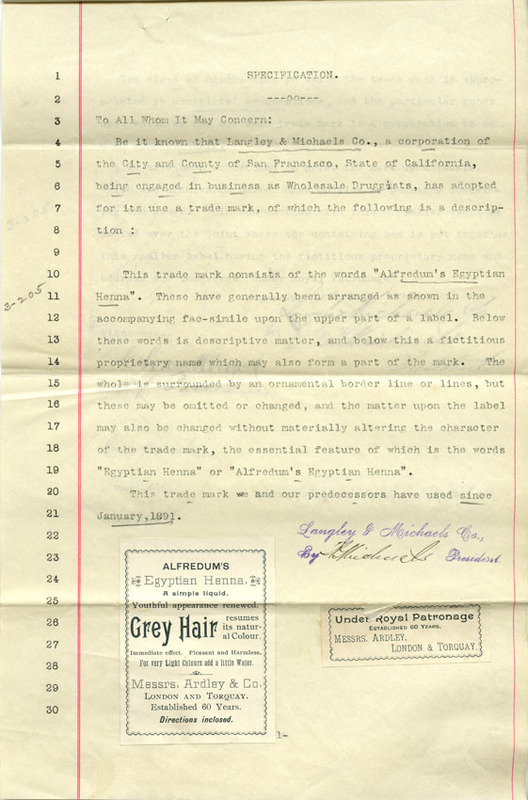 1 SPECIFICATION.
2 ---oo---
3 To All Whom It May Concern:
4 Be it known that Langley & Michaels Co., a corporation of
5 the City and County of San Francisco, State of California,
6 being engaged in business as Wholesale Druggists, has adopted
7 for its use a trade mark, of which the following is a descrip-
8 tion :
9
10 This trade mark consists of the words "Alfredum's Egyptian
3-205
11 Henna". These have generally been arranged as shown in the
12 accompanying fac-simile upon the upper part of a label. Below
13 these words is descriptive matter, and below this a fictitious
14 proprietary name which may also form a part of the mark. The
15 whole is surrounded by an ornamental border line or lines, but
16 these may be omitted or changed, and the matter upon the label
17 may also be changed without materially altering the character
18 of the trade mark, the essential feature of which is the words
19 "Egyptian Henna" or "Alfredum's Egyptian Henna".
20 This trade mark we and our predecessors have used since
21 January, 1891.
22
23
24
25
26
27
28
29
30
Langley & Michaels Co.,
By President.
ALFREDUM'S
Egyptian Henna.
A simple liquid.
Youthful appearance renewed.
Grey Hair resumes its natur-al Colour.
Immediate effect. Pleasant and Harmless.
For very Light Colours add a little Water.
Messrs. Ardley & Co.
LONDON AND TORQUAY.
Established 60 Years.
Directions inclosed.
Under Royal Patronage
ESTABLISHED 60 YEARS.
MESSRS. ARDLEY,
LONDON & TORQUAY.
1-